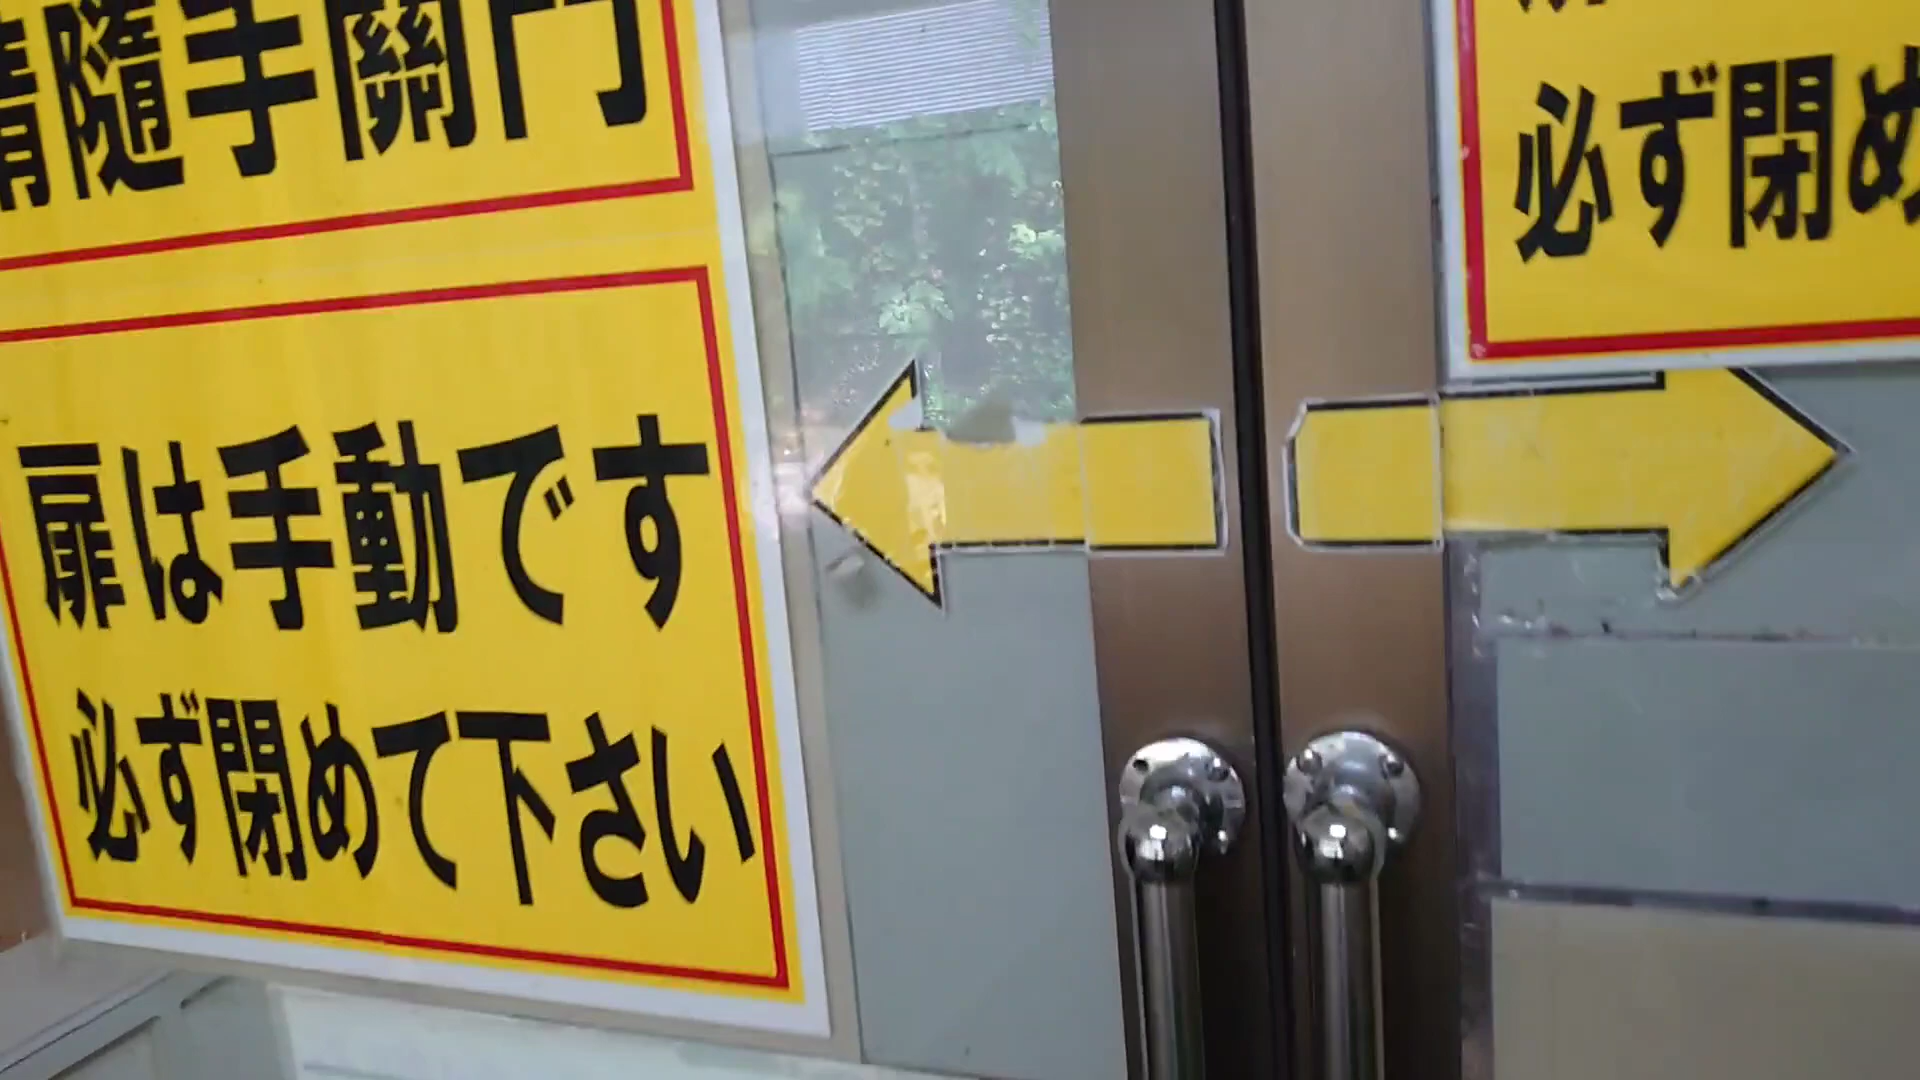 請隨手關門
扉は手動です
必ず閉めて下さい
必ず閉め